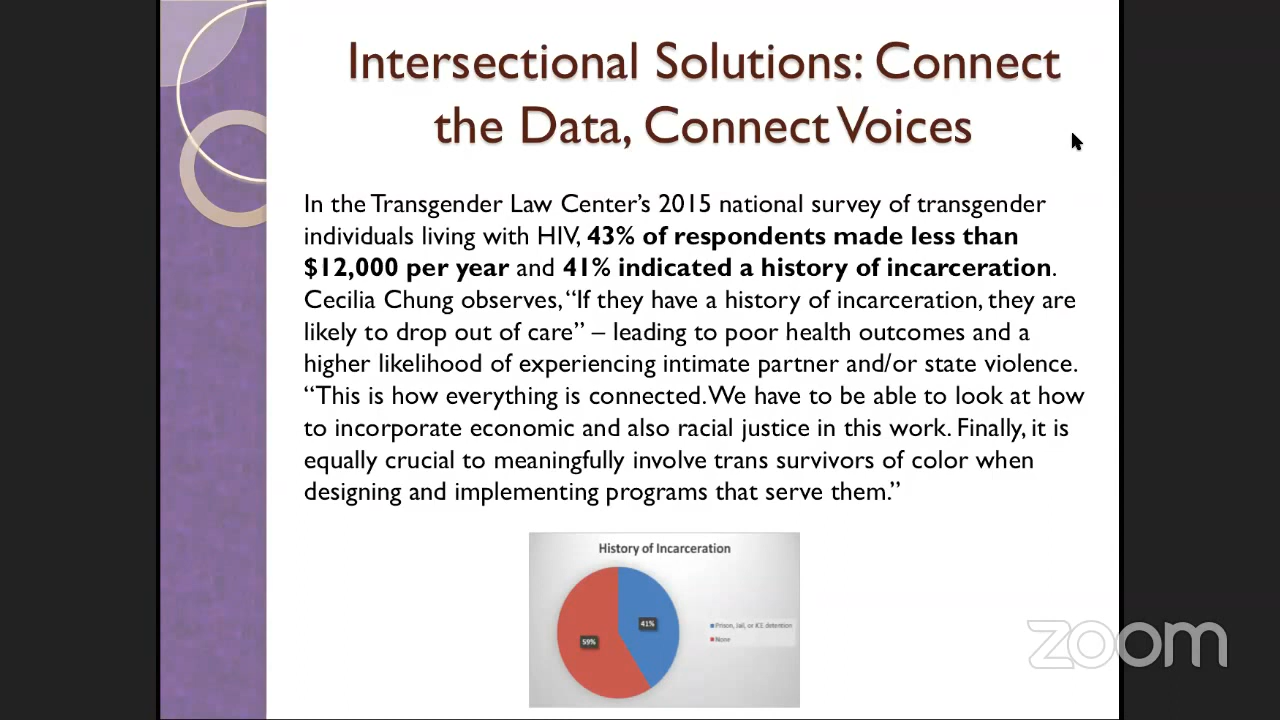 Intersectional Solutions: Connect
the Data, Connect Voices
In the Transgender Law Center’s 2015 national survey of transgender
individuals living with HIV, 43% of respondents made less than
$12,000 per year and 41% indicated a history of incarceration.
Cecilia Chung observes, “If they have a history of incarceration, they are
likely to drop out of care” – leading to poor health outcomes and a
higher likelihood of experiencing intimate partner and/or state violence.
“This is how everything is connected. We have to be able to look at how
to incorporate economic and also racial justice in this work. Finally, it is
equally crucial to meaningfully involve trans survivors of color when
designing and implementing programs that serve them.”
History of Incarceration
41%
59%
Prison, Jail, or ICE detention
None
zoom